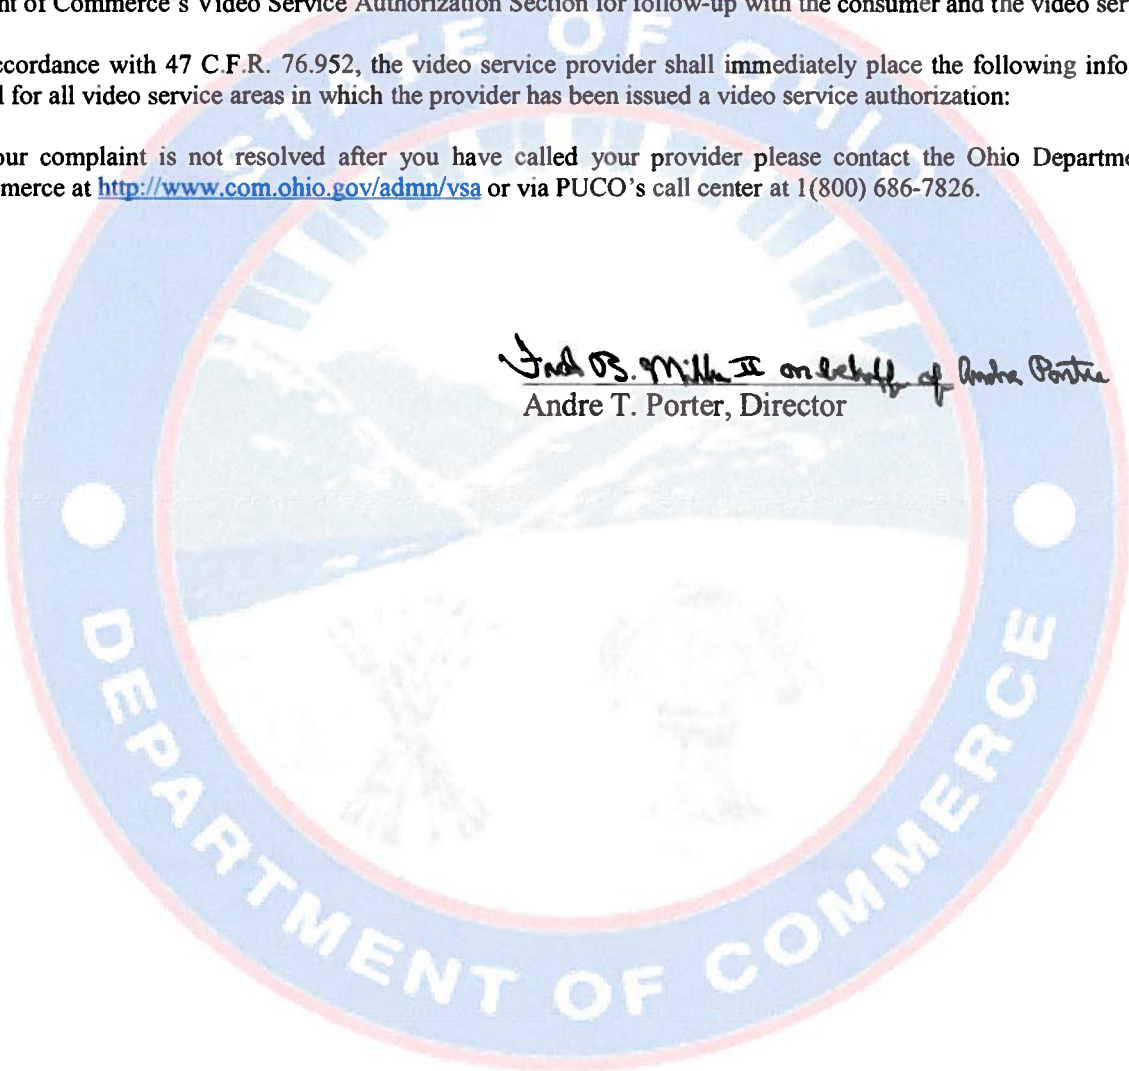 nt of Commerce's Video Service Authorization Section for follow-up with the consumer and the video ser
ccordance with 47 C.F.R. 76.952, the video service provider shall immediately place the following info
l for all video service areas in which the provider has been issued a video service authorization:
our complaint is not resolved after you have called your provider please contact the Ohio Departme
merce at http://www.com.ohio.gov/admn/vsa or via PUCO's call center at 1(800) 686-7826.
B. Mille II on behalf of Andre Porter
Andre T. Porter, Director
STATE OF OHIO
DEPARTMENT OF COMMERCE